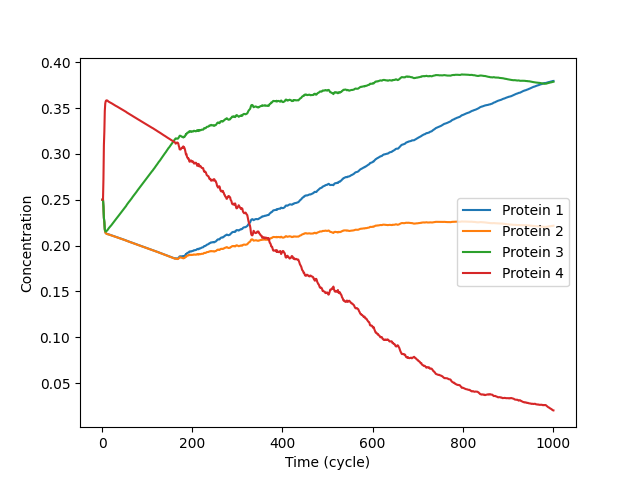 0.40
0.35
0.30
0.25
0.20
0.15
0.10
0.05
Concentration
Protein 1
Protein 2
Protein 3
Protein 4
0 200 400 600 800 1000
Time (cycle)